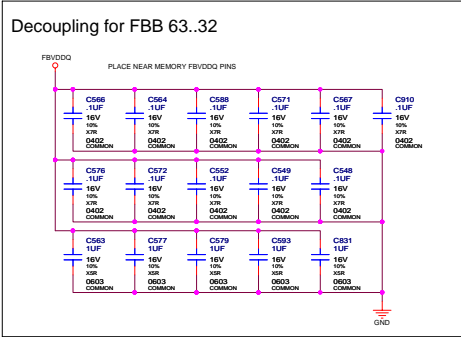 Decoupling for FBB 63..32
FBVDDQ
PLACE NEAR MEMORY FBVDDQ PINS
C566 C564 C588 C571 C567 C910
.1UF .1UF .1UF .1UF .1UF .1UF
16V 16V 16V 16V 16V 16V
10% 10% 10% 10% 10% 10%
X7R X7R X7R X7R X7R X7R
0402 0402 0402 0402 0402 0402
COMMON COMMON COMMON COMMON COMMON COMMON
C576 C572 C552 C549 C548
.1UF .1UF .1UF .1UF .1UF
16V 16V 16V 16V 16V
10% 10% 10% 10% 10%
X7R X7R X7R X7R X7R
0402 0402 0402 0402 0402
COMMON COMMON COMMON COMMON COMMON
C563 C577 C579 C593 C831
1UF 1UF 1UF 1UF 1UF
16V 16V 16V 16V 16V
10% 10% 10% 10% 10%
X5R X5R X5R X5R X5R
0603 0603 0603 0603 0603
COMMON COMMON COMMON COMMON COMMON
GND